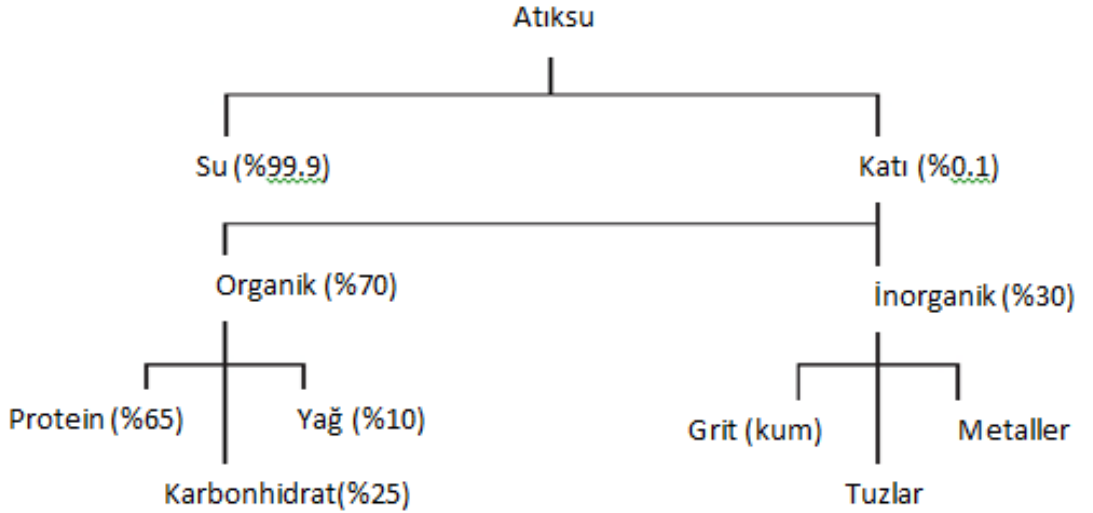 Atıksu
Su (%99.9)
Katı (%0.1)
Organik (%70)
İnorganik (%30)
Protein (%65)
Yağ (%10)
Grit (kum)
Metaller
Karbonhidrat(%25)
Tuzlar